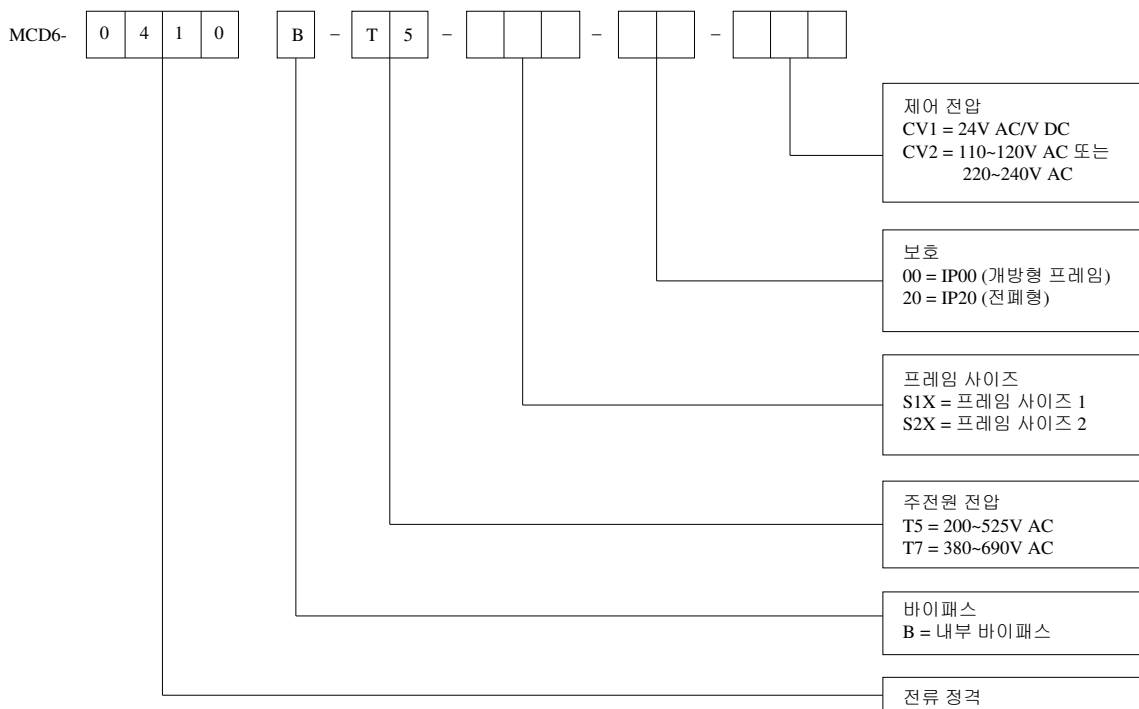 MCD6- 0 4 1 0 B – T 5 – – –
제어 전압
CV1 = 24V AC/V DC
CV2 = 110~120V AC 또는
220~240V AC
보호
00 = IP00 (개방형 프레임)
20 = IP20 (전폐형)
프레임 사이즈
S1X = 프레임 사이즈 1
S2X = 프레임 사이즈 2
주전원 전압
T5 = 200~525V AC
T7 = 380~690V AC
바이패스
B = 내부 바이패스
전류 정격